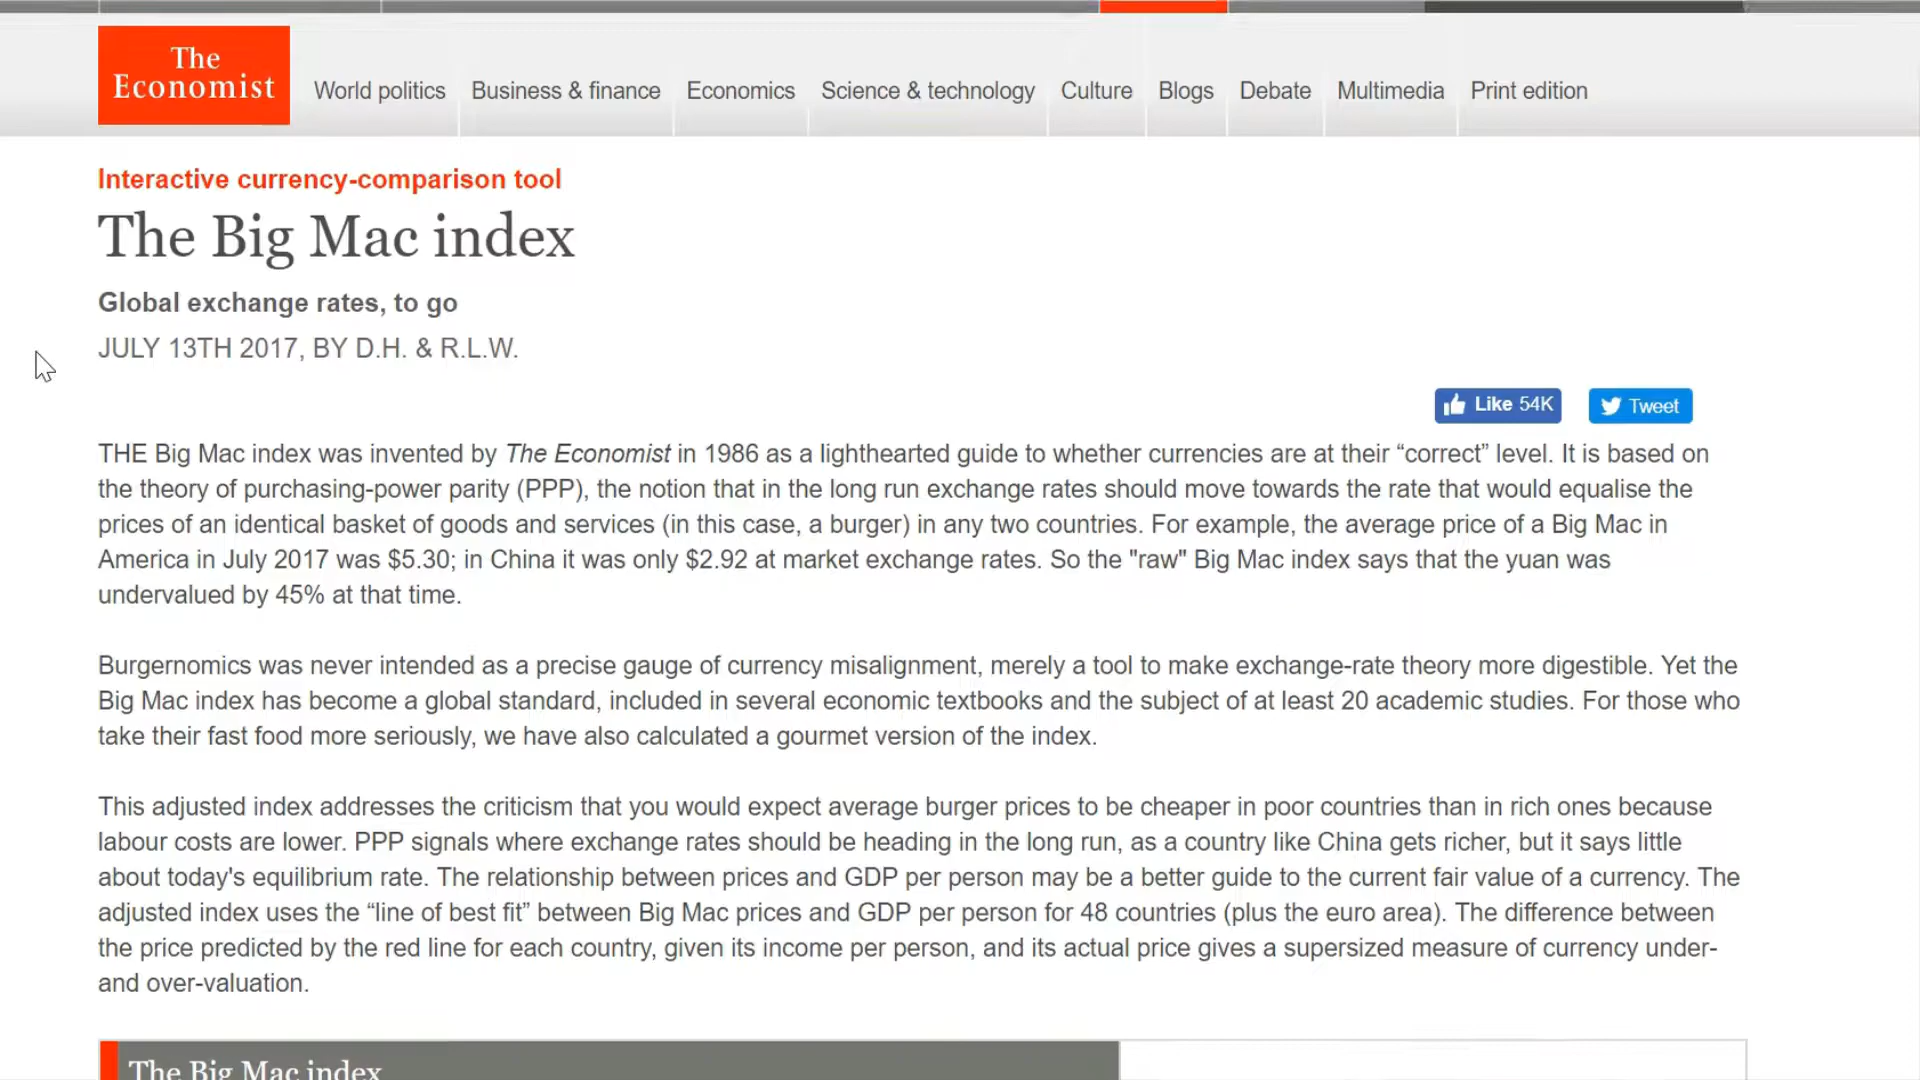 The
Economist
World politics
Business & finance
Economics
Science & technology
Culture
Blogs
Debate
Multimedia
Print edition
Interactive currency-comparison tool
The Big Mac index
Global exchange rates, to go
JULY 13TH 2017, BY D.H. & R.L.W.
Like 54K
Tweet
THE Big Mac index was invented by The Economist in 1986 as a lighthearted guide to whether currencies are at their “correct” level. It is based on
the theory of purchasing-power parity (PPP), the notion that in the long run exchange rates should move towards the rate that would equalise the
prices of an identical basket of goods and services (in this case, a burger) in any two countries. For example, the average price of a Big Mac in
America in July 2017 was $5.30; in China it was only $2.92 at market exchange rates. So the "raw" Big Mac index says that the yuan was
undervalued by 45% at that time.
Burgernomics was never intended as a precise gauge of currency misalignment, merely a tool to make exchange-rate theory more digestible. Yet the
Big Mac index has become a global standard, included in several economic textbooks and the subject of at least 20 academic studies. For those who
take their fast food more seriously, we have also calculated a gourmet version of the index.
This adjusted index addresses the criticism that you would expect average burger prices to be cheaper in poor countries than in rich ones because
labour costs are lower. PPP signals where exchange rates should be heading in the long run, as a country like China gets richer, but it says little
about today's equilibrium rate. The relationship between prices and GDP per person may be a better guide to the current fair value of a currency. The
adjusted index uses the “line of best fit” between Big Mac prices and GDP per person for 48 countries (plus the euro area). The difference between
the price predicted by the red line for each country, given its income per person, and its actual price gives a supersized measure of currency under-
and over-valuation.
The Big Mac index